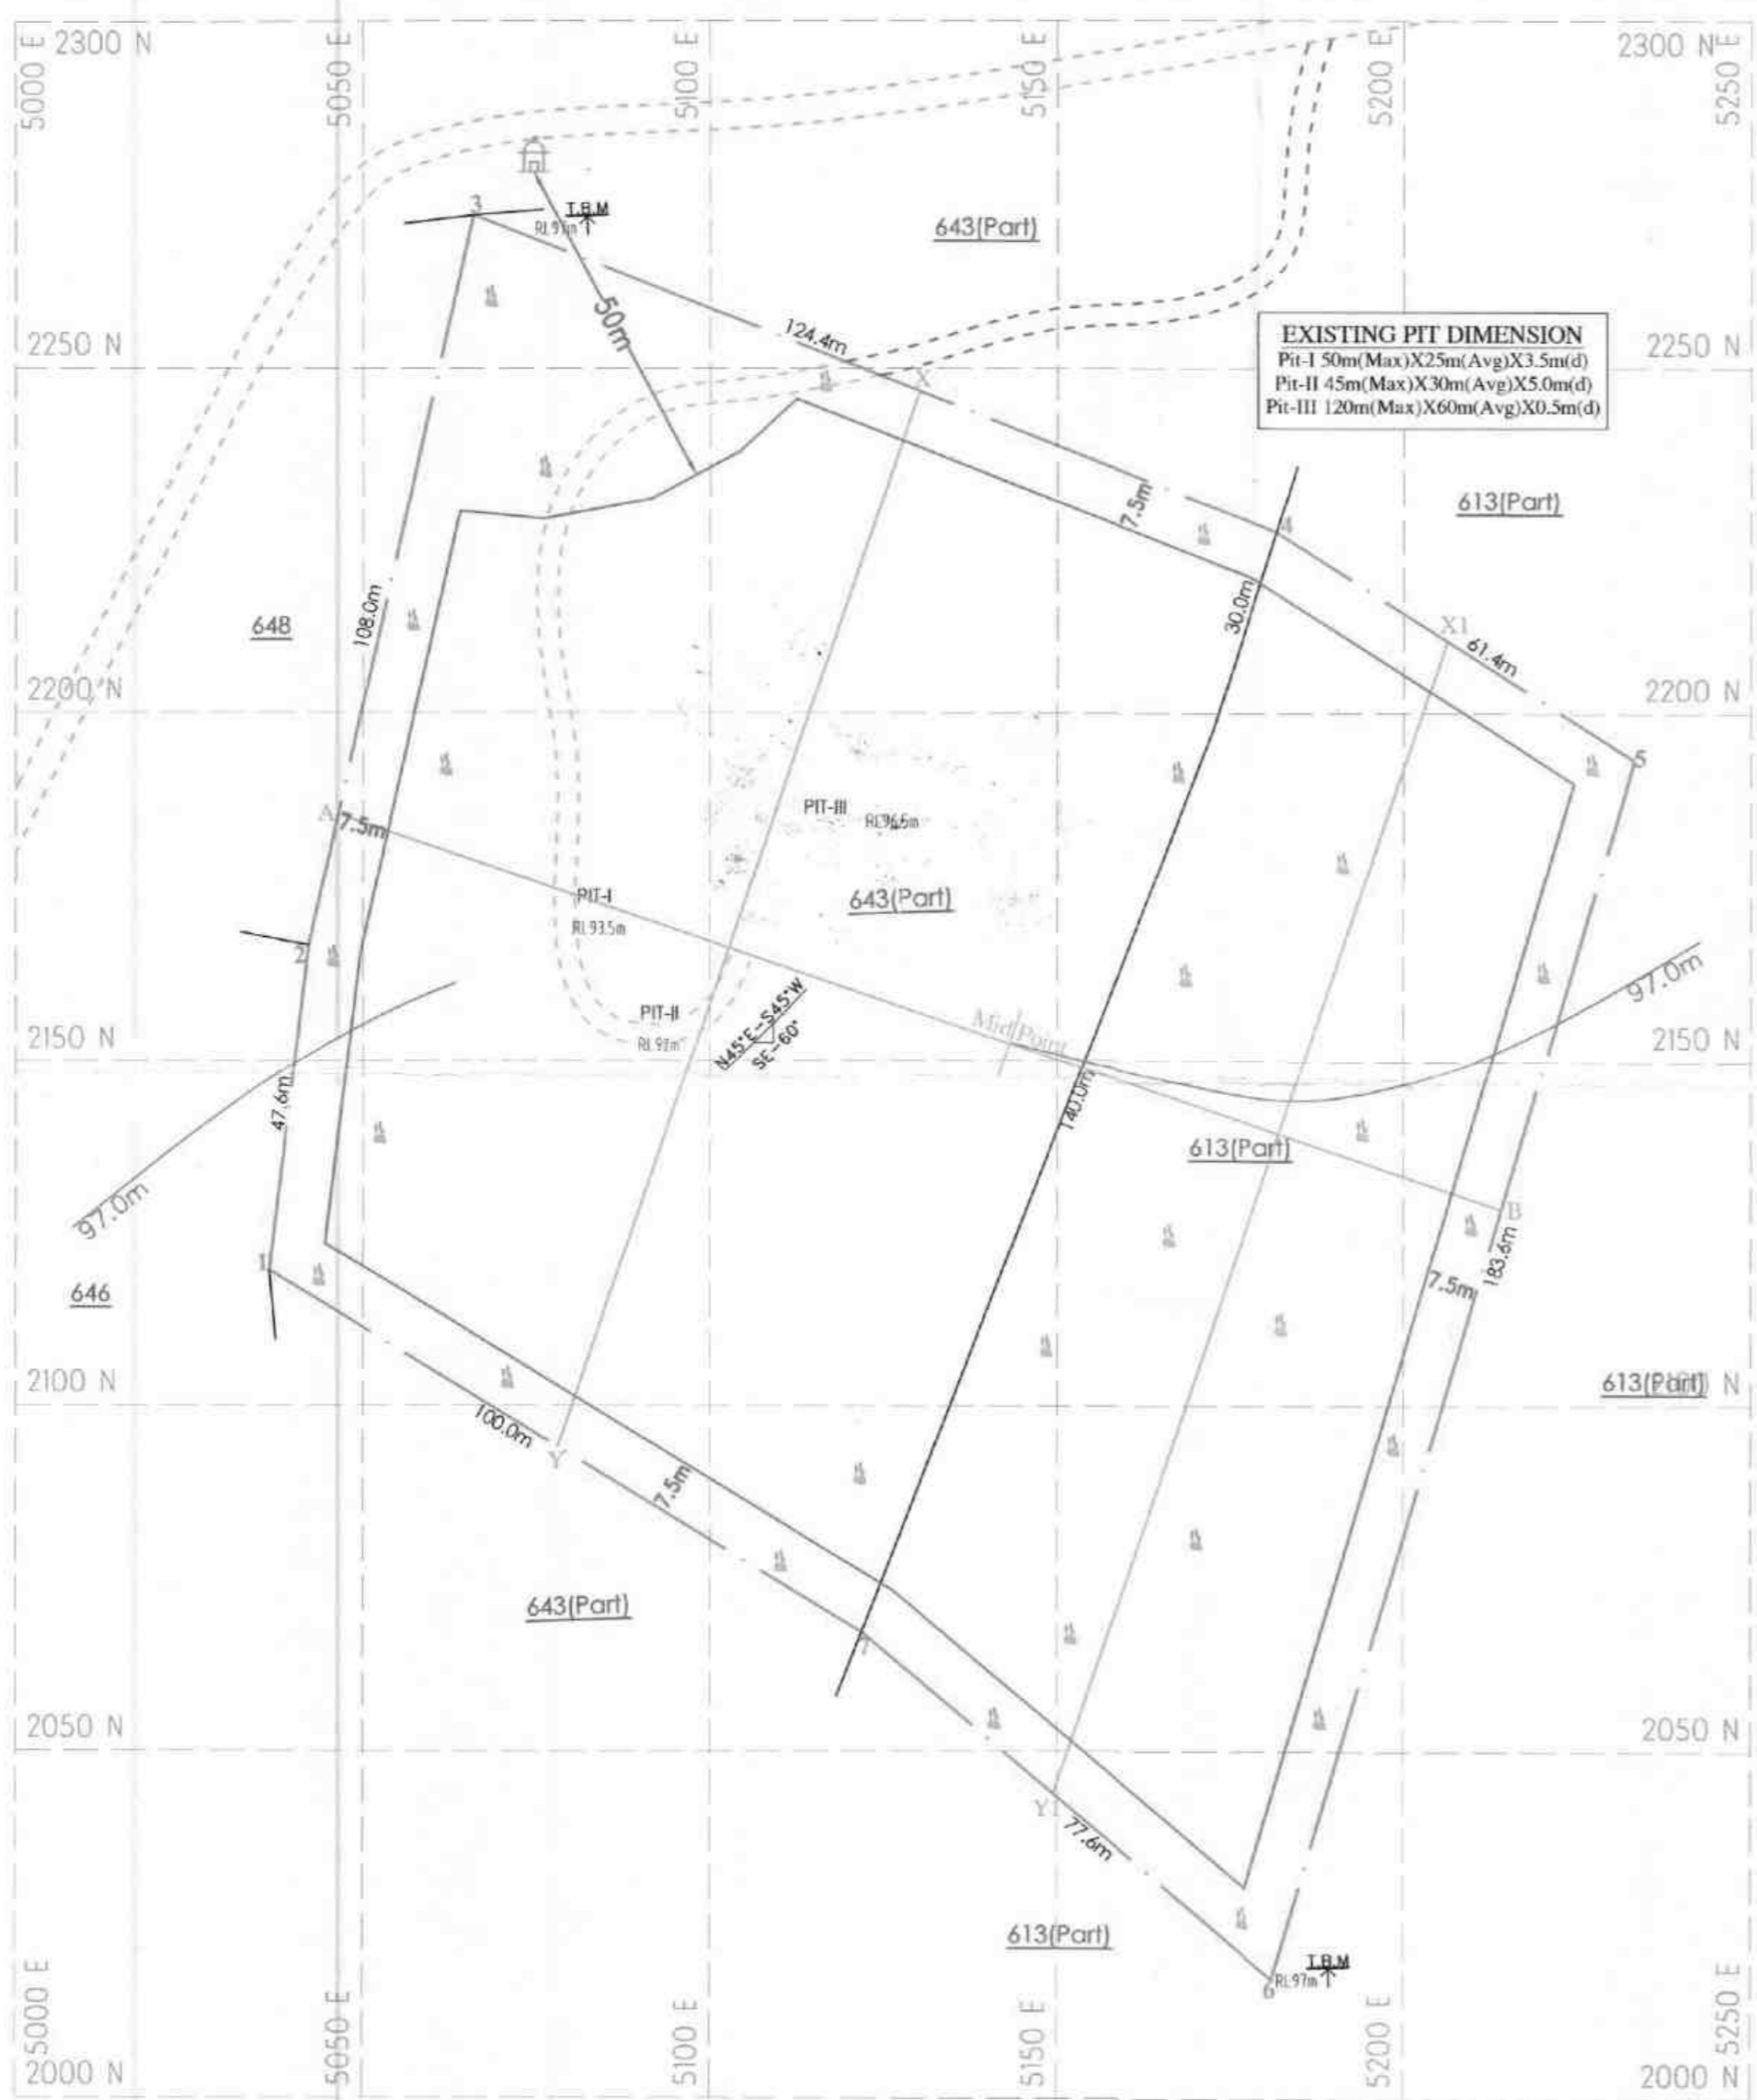 2300 N
2300 N
5000 E
5050 E
5100 E
5150 E
5200 E
5250 E
3
T.B.M
643(Part)
50m
124.4m
2250 N
2250 N
X
EXISTING PIT DIMENSION
Pit-I 50m(Max)X25m(Avg)X3.5m(d)
Pit-II 45m(Max)X30m(Avg)X5.0m(d)
Pit-III 120m(Max)X60m(Avg)X0.5m(d)
7.5m
4
613(Part)
648
108.0m
30.0m
X1
61.4m
2200 N
2200 N
5
A
7.5m
PIT-III
RL96.5m
PIT-I
RL93.5m
643(Part)
2
97.0m
PIT-II
N45°E-S45°W
SE-60°
Mid Point
2150 N
2150 N
47.6m
140.0m
613(Part)
97.0m
B
183.6m
7.5m
1
646
2100 N
613(Part)
N
100.0m
Y
7.5m
643(Part)
7
2050 N
2050 N
Y1
77.6m
613(Part)
T.B.M
RL97m
6
5000 E
5050 E
5100 E
5150 E
5200 E
5250 E
2000 N
2000 N